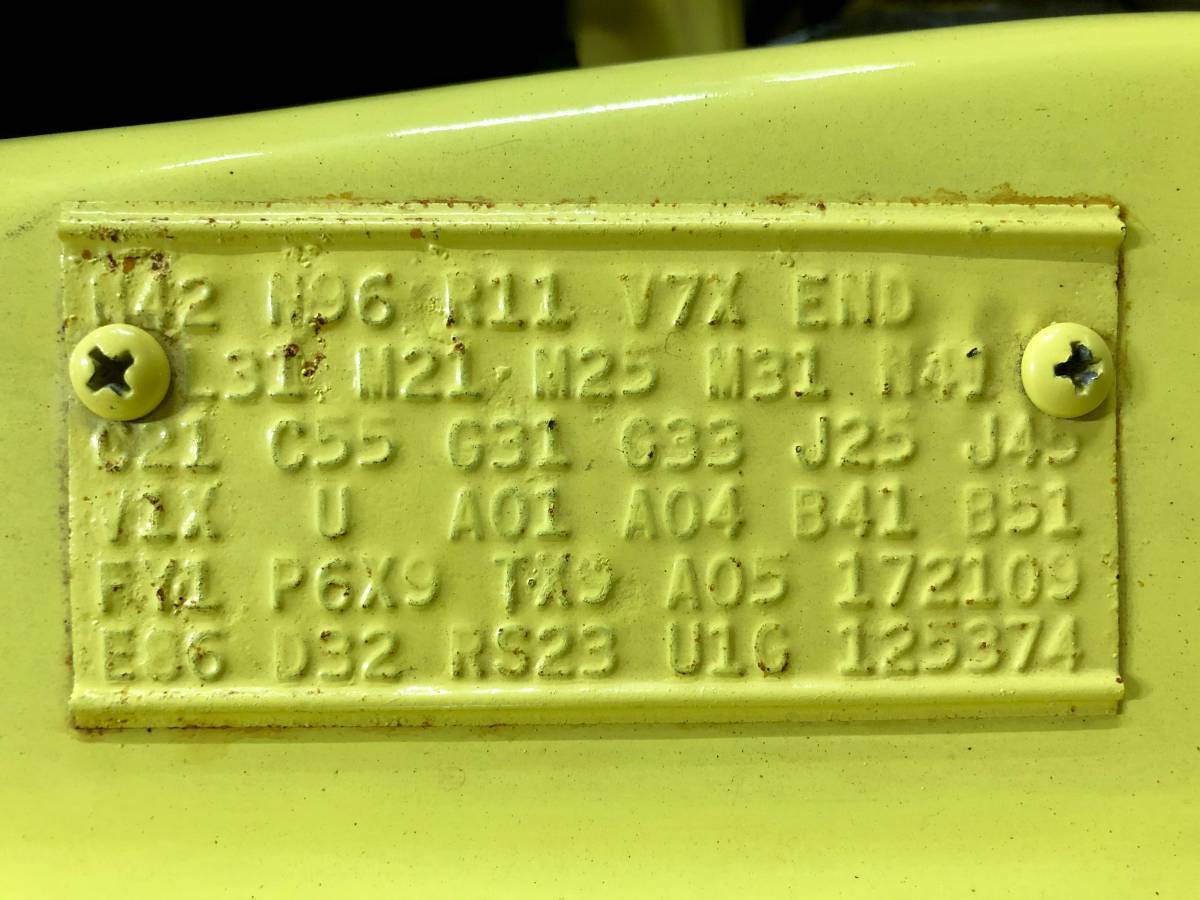 N42 N96 R11 V7X END
L31 M21 M25 M31 N41
C21 C55 G31 G33 J25 J45
V1X U A01 A04 B41 B51
FY1 P6X9 TX9 A05 172109
E86 D32 RS23 U1G 125374